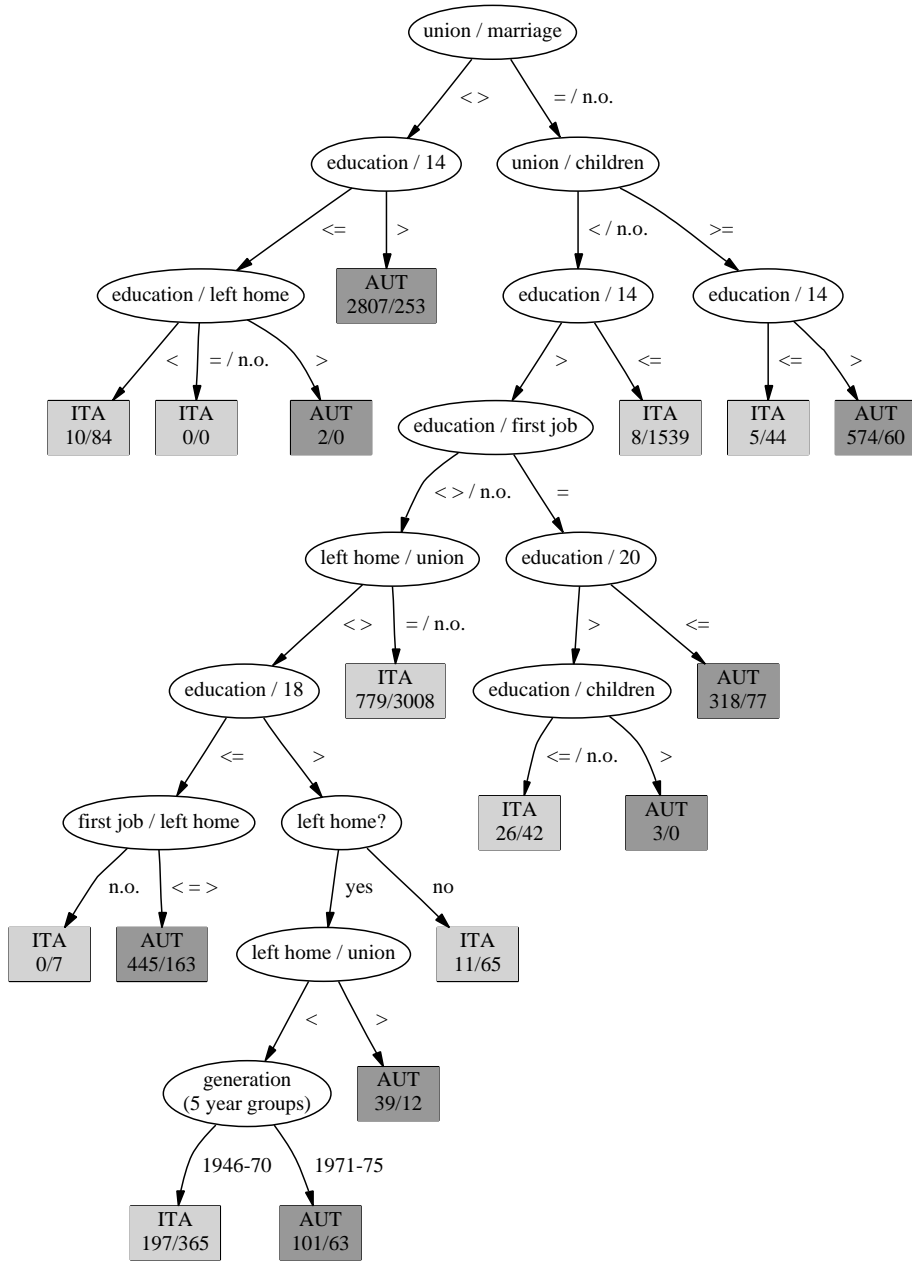 union / marriage
< >
= / n.o.
education / 14
union / children
<=
>
< / n.o.
>=
education / left home
AUT
2807/253
education / 14
education / 14
<
= / n.o.
>
>
<=
<=
>
ITA
10/84
ITA
0/0
AUT
2/0
education / first job
ITA
8/1539
ITA
5/44
AUT
574/60
< > / n.o.
=
left home / union
education / 20
< >
= / n.o.
>
<=
education / 18
ITA
779/3008
education / children
AUT
318/77
<=
>
<= / n.o.
>
first job / left home
left home?
ITA
26/42
AUT
3/0
n.o.
< = >
yes
no
ITA
0/7
AUT
445/163
left home / union
ITA
11/65
<
>
generation
(5 year groups)
AUT
39/12
1946-70
1971-75
ITA
197/365
AUT
101/63